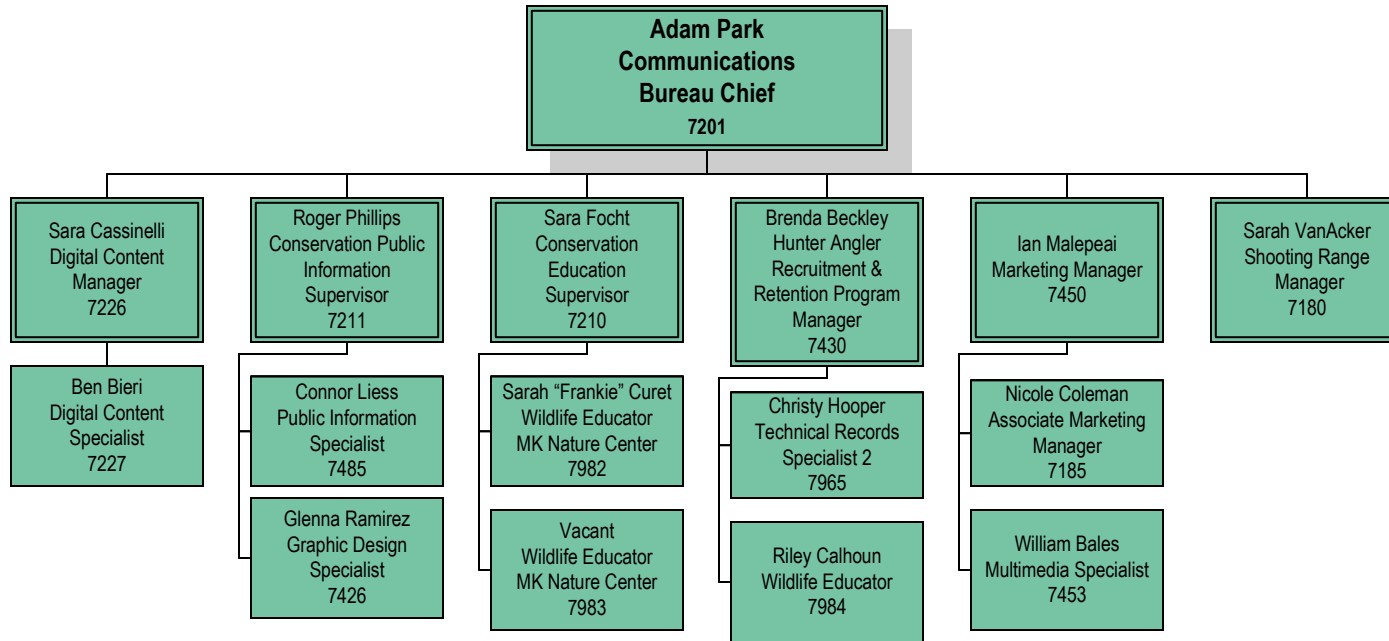 Adam Park
Communications
Bureau Chief
7201
Sara Cassinelli
Digital Content
Manager
7226
Roger Phillips
Conservation Public
Information
Supervisor
7211
Sara Focht
Conservation
Education
Supervisor
7210
Brenda Beckley
Hunter Angler
Recruitment &
Retention Program
Manager
7430
Ian Malepeai
Marketing Manager
7450
Sarah VanAcker
Shooting Range
Manager
7180
Ben Bieri
Digital Content
Specialist
7227
Connor Liess
Public Information
Specialist
7485
Sarah “Frankie” Curet
Wildlife Educator
MK Nature Center
7982
Christy Hooper
Technical Records
Specialist 2
7965
Nicole Coleman
Associate Marketing
Manager
7185
Glenna Ramirez
Graphic Design
Specialist
7426
Vacant
Wildlife Educator
MK Nature Center
7983
Riley Calhoun
Wildlife Educator
7984
William Bales
Multimedia Specialist
7453